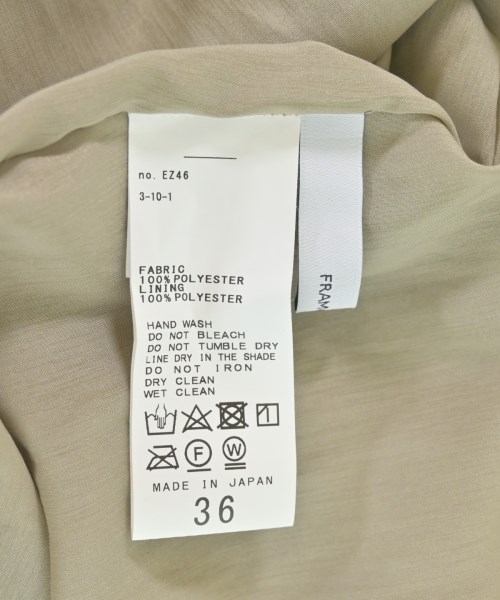 no. EZ46
3-10-1
FABRIC
100% POLYESTER
LINING
100% POLYESTER
HAND WASH
DO NOT BLEACH
DO NOT TUMBLE DRY
LINE DRY IN THE SHADE
DO NOT IRON
DRY CLEAN
WET CLEAN
F W
MADE IN JAPAN
36
FRAM